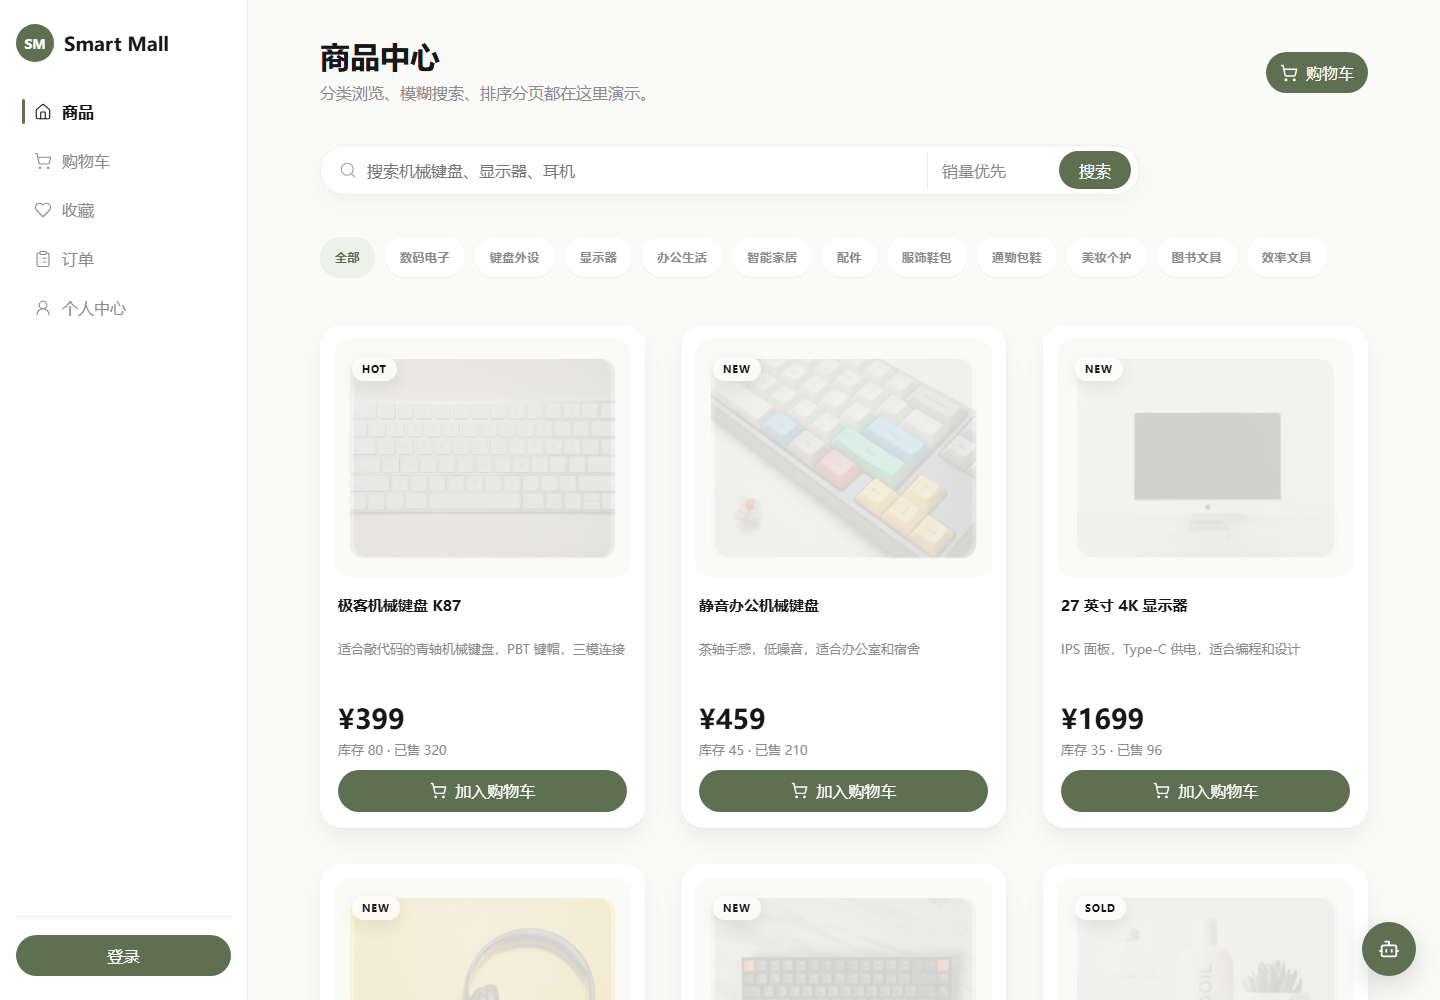 SM Smart Mall
商品
购物车
收藏
订单
个人中心
登录
商品中心
分类浏览、模糊搜索、排序分页都在这里演示。
购物车
搜索机械键盘、显示器、耳机
销量优先
搜索
全部 数码电子 键盘外设 显示器 办公生活 智能家居 配件 服饰鞋包 通勤包鞋 美妆个护 图书文具 效率文具
HOT
极客机械键盘 K87
适合敲代码的青轴机械键盘，PBT 键帽，三模连接
¥399
库存 80 · 已售 320
加入购物车
NEW
静音办公机械键盘
茶轴手感，低噪音，适合办公室和宿舍
¥459
库存 45 · 已售 210
加入购物车
NEW
27 英寸 4K 显示器
IPS 面板，Type-C 供电，适合编程和设计
¥1699
库存 35 · 已售 96
加入购物车
NEW
NEW
SOLD